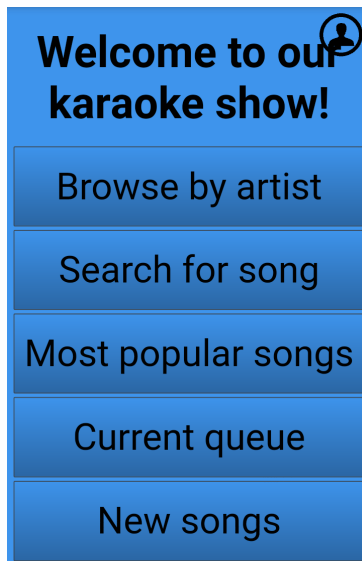 Welcome to our
karaoke show!
Browse by artist
Search for song
Most popular songs
Current queue
New songs